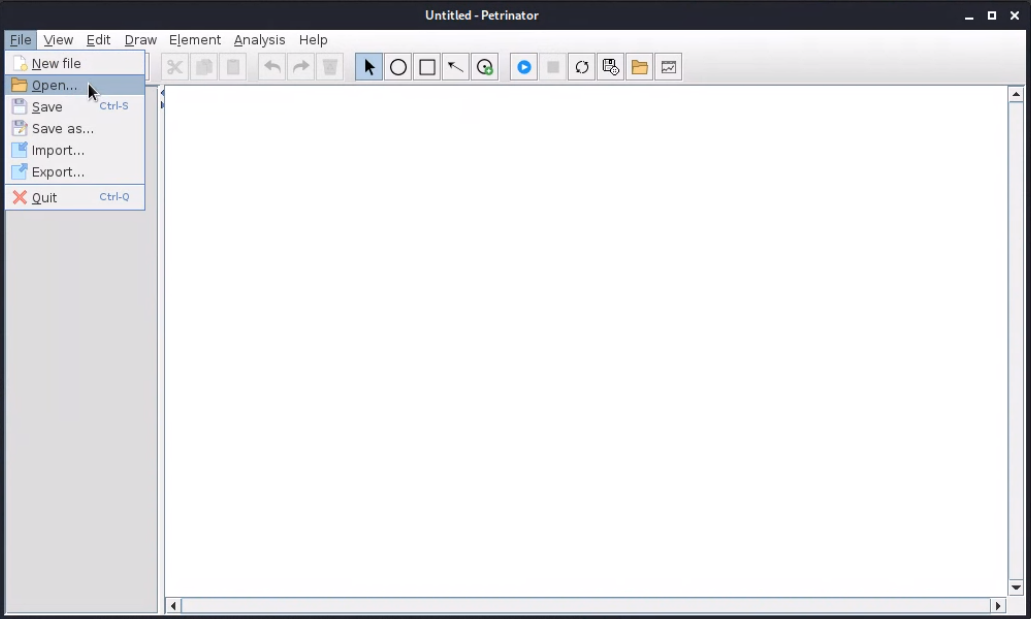 Untitled - Petrinator
File View Edit Draw Element Analysis Help
New file
Open...
Save Ctrl-S
Save as...
Import...
Export...
Quit Ctrl-Q